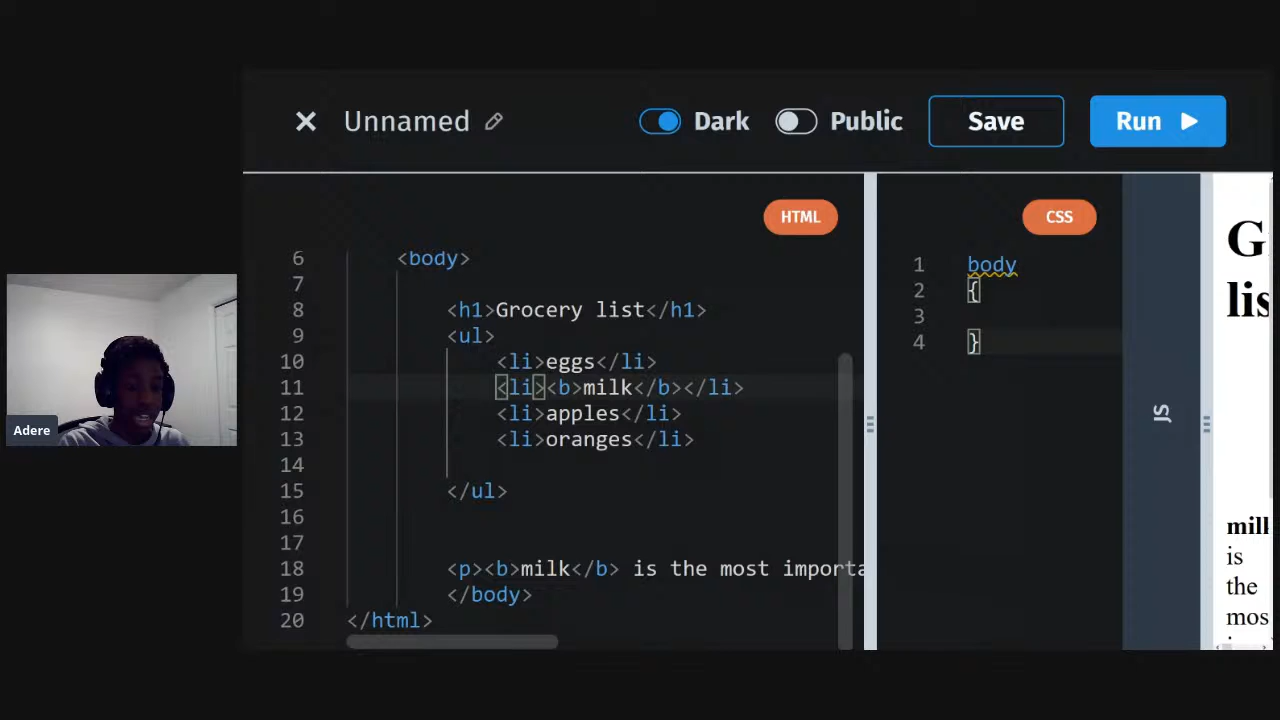 Unnamed
Dark
Public
Save
Run
HTML
6 <body>
7
8 <h1>Grocery list</h1>
9 <ul>
10 <li>eggs</li>
11 <li><b>milk</b></li>
12 <li>apples</li>
13 <li>oranges</li>
14
15 </ul>
16
17
18 <p><b>milk</b> is the most importa
19 </body>
20 </html>
CSS
1 body
2 {
3
4 }
JS
G
lis
milk
is
the
mos
Adere